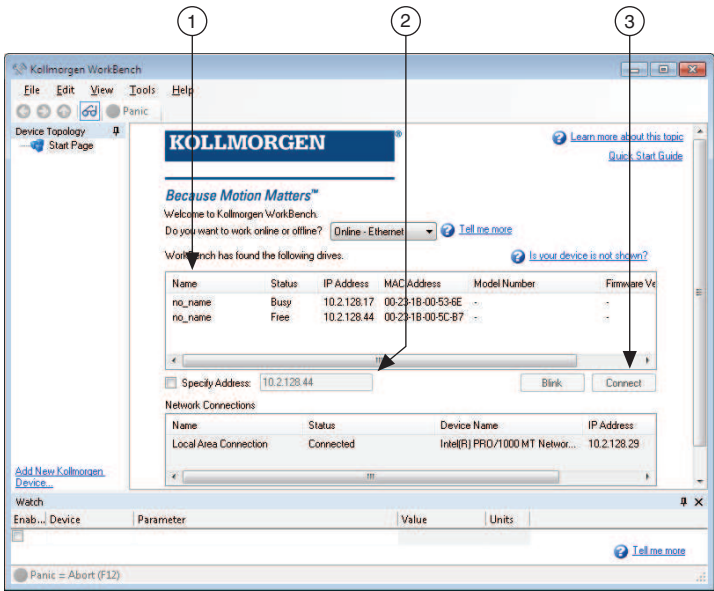 1 2 3
Kollmorgen WorkBench
File Edit View Tools Help
Panic
Device Topology
Start Page
KOLLMORGEN®
Learn more about this topic
Quick Start Guide
Because Motion Matters™
Welcome to Kollmorgen WorkBench.
Do you want to work online or offline? Online - Ethernet Tell me more
WorkBench has found the following drives. Is your device is not shown?
Name Status IP Address MAC Address Model Number Firmware Ve
no_name Busy 10.2.128.17 00-23-1B-00-53-6E - -
no_name Free 10.2.128.44 00-23-1B-00-5C-B7 - -
Specify Address: 10.2.128.44 Blink Connect
Network Connections
Name Status Device Name IP Address
Local Area Connection Connected Intel(R) PRO/1000 MT Networ... 10.2.128.29
Add New Kollmorgen
Device...
Watch
Enab... Device Parameter Value Units
Tell me more
Panic = Abort (F12)